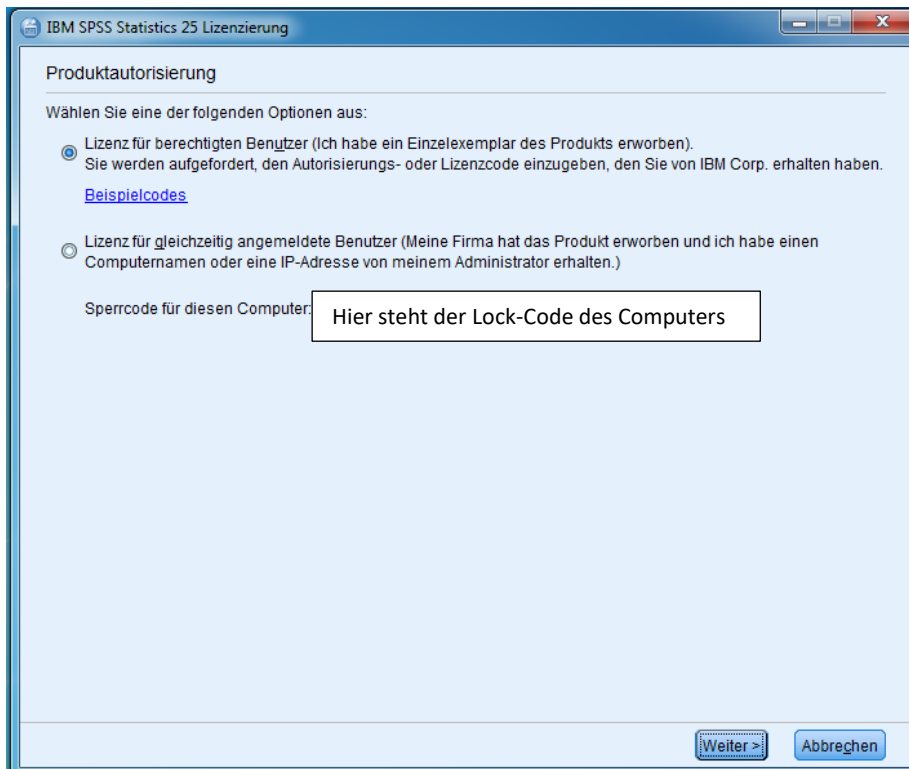 IBM SPSS Statistics 25 Lizenzierung
Produktautorisierung
Wählen Sie eine der folgenden Optionen aus:
Lizenz für berechtigten Benutzer (Ich habe ein Einzelexemplar des Produkts erworben).
Sie werden aufgefordert, den Autorisierungs- oder Lizenzcode einzugeben, den Sie von IBM Corp. erhalten haben.
Beispielcodes
Lizenz für gleichzeitig angemeldete Benutzer (Meine Firma hat das Produkt erworben und ich habe einen
Computernamen oder eine IP-Adresse von meinem Administrator erhalten.)
Sperrcode für diesen Computer: Hier steht der Lock-Code des Computers
Weiter > Abbrechen